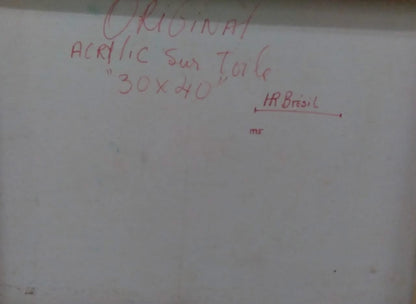 ORIGINAL
ACRYLIC Sur Toile
"30x40"
HR Brésil